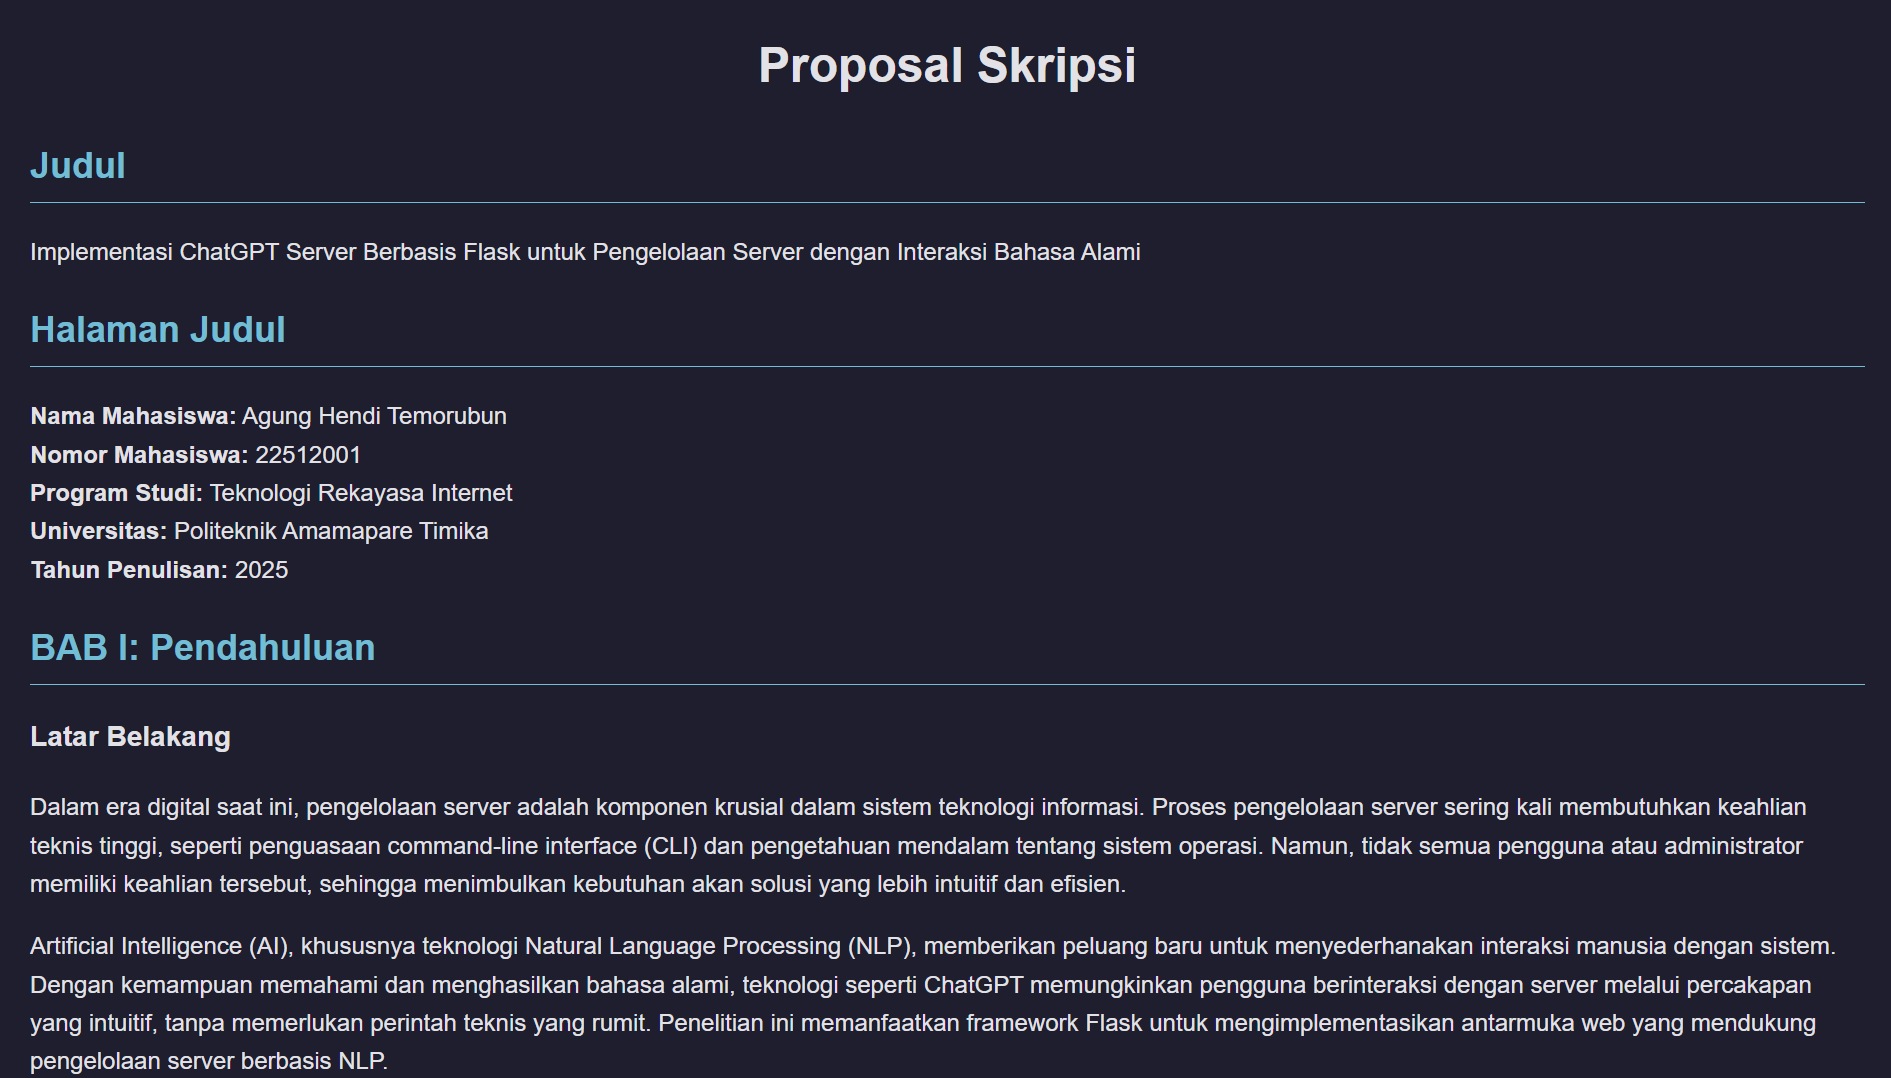 Proposal Skripsi
Judul
Implementasi ChatGPT Server Berbasis Flask untuk Pengelolaan Server dengan Interaksi Bahasa Alami
Halaman Judul
Nama Mahasiswa: Agung Hendi Temorubun
Nomor Mahasiswa: 22512001
Program Studi: Teknologi Rekayasa Internet
Universitas: Politeknik Amamapare Timika
Tahun Penulisan: 2025
BAB I: Pendahuluan
Latar Belakang
Dalam era digital saat ini, pengelolaan server adalah komponen krusial dalam sistem teknologi informasi. Proses pengelolaan server sering kali membutuhkan keahlian
teknis tinggi, seperti penguasaan command-line interface (CLI) dan pengetahuan mendalam tentang sistem operasi. Namun, tidak semua pengguna atau administrator
memiliki keahlian tersebut, sehingga menimbulkan kebutuhan akan solusi yang lebih intuitif dan efisien.
Artificial Intelligence (AI), khususnya teknologi Natural Language Processing (NLP), memberikan peluang baru untuk menyederhanakan interaksi manusia dengan sistem.
Dengan kemampuan memahami dan menghasilkan bahasa alami, teknologi seperti ChatGPT memungkinkan pengguna berinteraksi dengan server melalui percakapan
yang intuitif, tanpa memerlukan perintah teknis yang rumit. Penelitian ini memanfaatkan framework Flask untuk mengimplementasikan antarmuka web yang mendukung
pengelolaan server berbasis NLP.